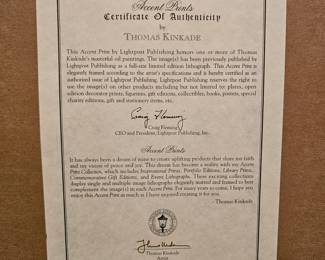 Accent Prints
Certificate Of Authenticity
by
THOMAS KINKADE
This Accent Print by Lightpost Publishing honors one or more of Thomas
Kinkade's masterful oil paintings. The image(s) has been previously published by
Lightpost Publishing as a full-size limited edition lithograph. This Accent Print is
elegantly framed according to the artist's specifications and is hereby certified as an
authorized issue of Lightpost Publishing. Lightpost Publishing reserves the right to
use the image(s) on other products including but not limited to: plates, open
edition decorator prints, figurines, gift editions, collectibles, books, posters, special
charity editions, gift and stationery items, etc.
Craig Fleming
Craig Fleming
CEO and President, Lightpost Publishing, Inc.
Accent Prints
It has always been a dream of mine to create uplifting products that share my faith
and my vision of peace and joy. This dream has become a reality with my Accent
Print Collection, which includes Inspirational Prints, Portfolio Editions, Library Prints,
Commemorative Gift Editions, and Event Lithographs. These exciting collections
display single and multiple image lithographs elegantly matted and framed to best
complement the image(s) in each Accent Print. For many years to come, I hope you
enjoy this Accent Print as much as I have enjoyed creating it for you.
- Thomas Kinkade
Thomas Kinkade
Artist